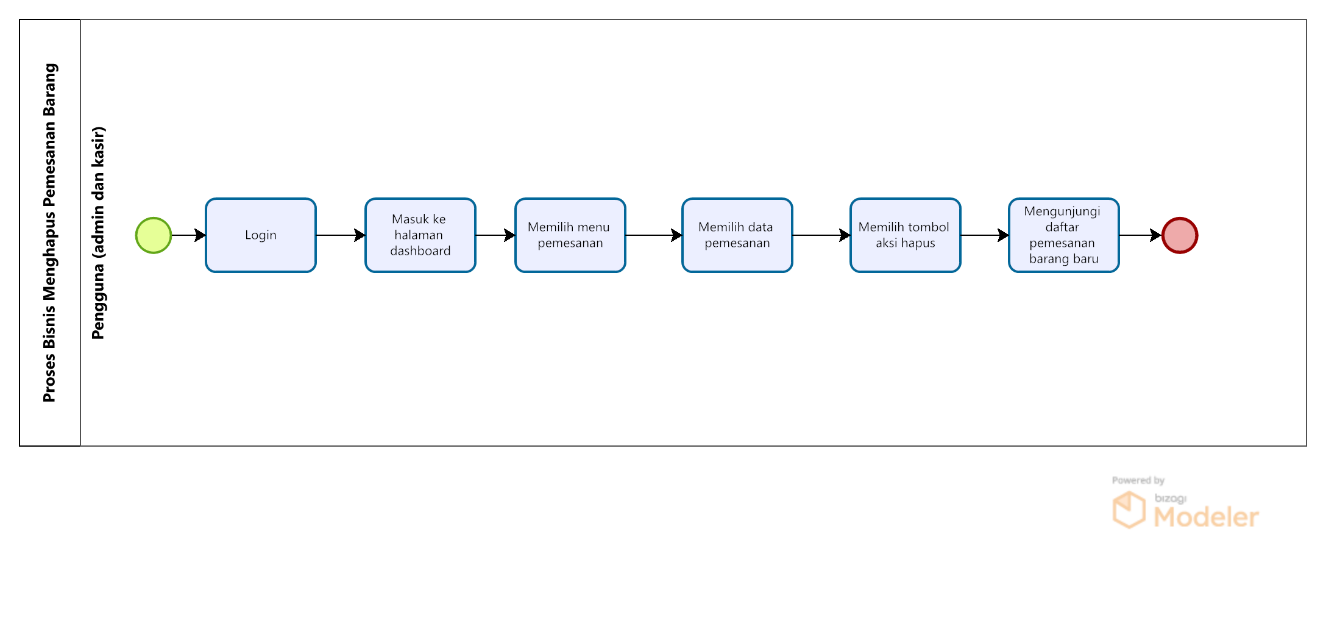 Proses Bisnis Menghapus Pemesanan Barang
Pengguna (admin dan kasir)
Login
Masuk ke
halaman
dashboard
Memilih menu
pemesanan
Memilih data
pemesanan
Memilih tombol
aksi hapus
Mengunjungi
daftar
pemesanan
barang baru
Powered by
bizagi
Modeler